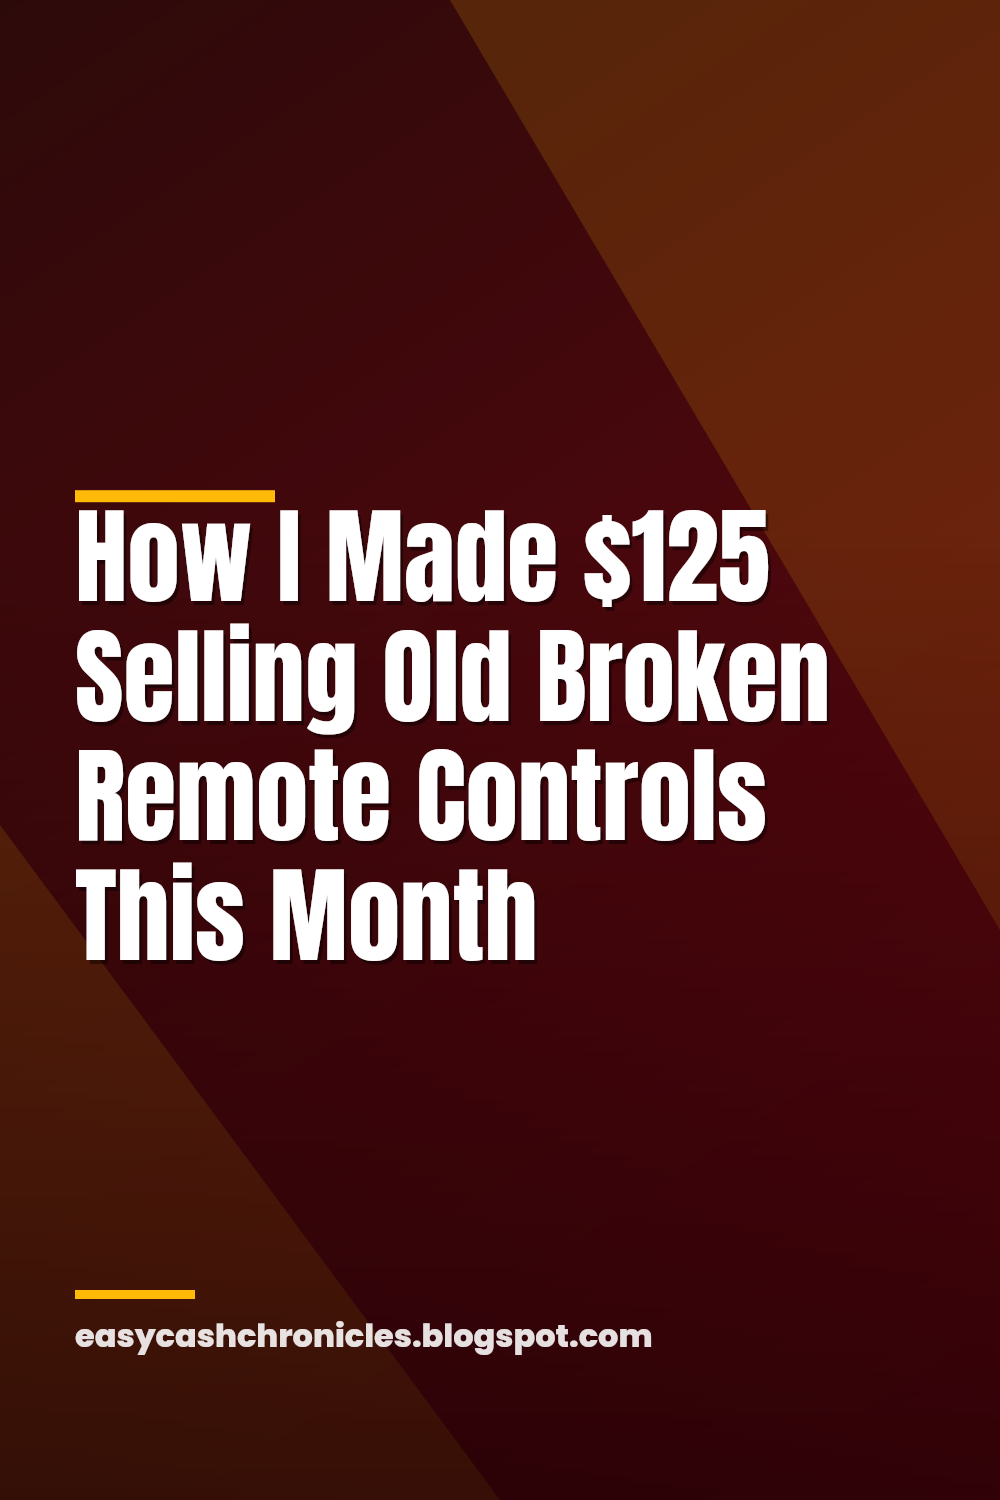 How I Made $125
Selling Old Broken
Remote Controls
This Month
easycashchronicles.blogspot.com